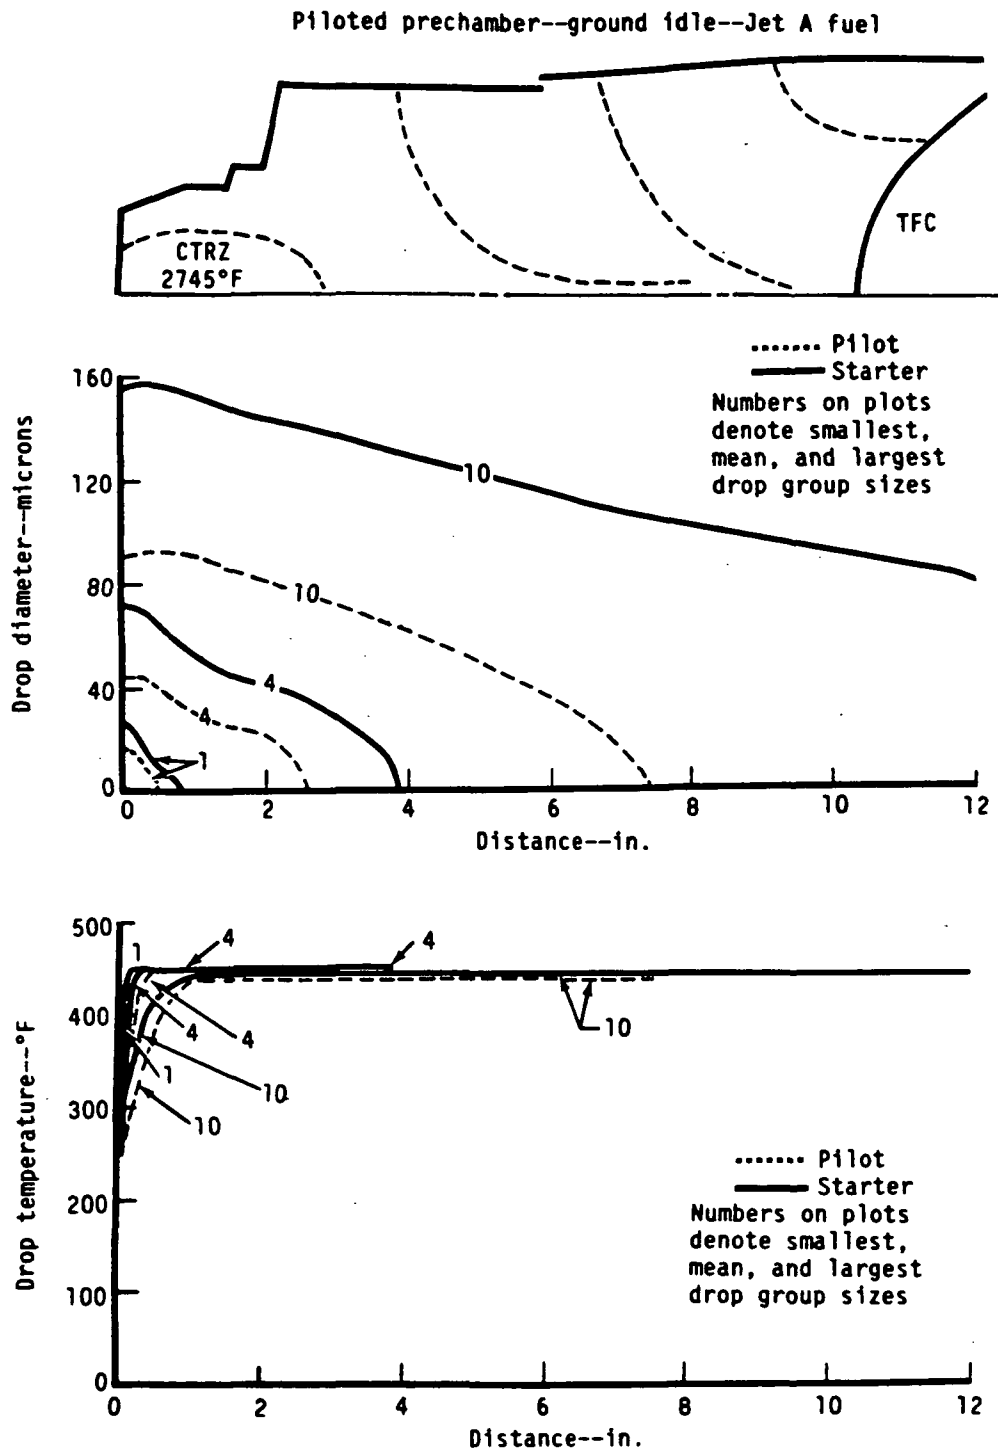 Piloted prechamber--ground idle--Jet A fuel
CTRZ
2745°F
TFC
Pilot
Starter
Numbers on plots
denote smallest,
mean, and largest
drop group sizes
Drop diameter--microns
160
120
80
40
0
10
10
4
4
1
0 2 4 6 8 10 12
Distance--in.
Drop temperature--°F
500
400
300
200
100
0
1
4
4
4
4
1
10
10
10
Pilot
Starter
Numbers on plots
denote smallest,
mean, and largest
drop group sizes
0 2 4 6 8 10 12
Distance--in.